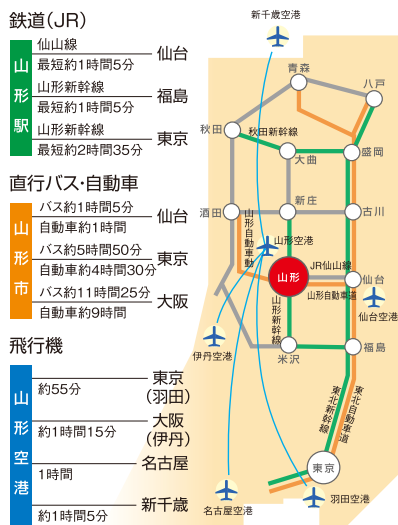 鉄道(JR)
山形駅
仙山線
最短約1時間5分
仙台
山形新幹線
最短約1時間5分
福島
山形新幹線
最短約2時間35分
東京
直行バス・自動車
山形市
バス約1時間5分
自動車約1時間
仙台
バス約5時間50分
自動車約4時間30分
東京
バス約11時間25分
自動車約9時間
大阪
飛行機
山形空港
約55分
東京
(羽田)
約1時間15分
大阪
(伊丹)
1時間
名古屋
約1時間5分
新千歳
新千歳空港
青森
八戸
秋田
秋田新幹線
大曲
盛岡
酒田
新庄
古川
山形自動車動
山形空港
山形
JR仙山線
仙台
山形自動車道
仙台空港
山形新幹線
伊丹空港
米沢
福島
東北自動車道
東北新幹線
東京
名古屋空港
羽田空港